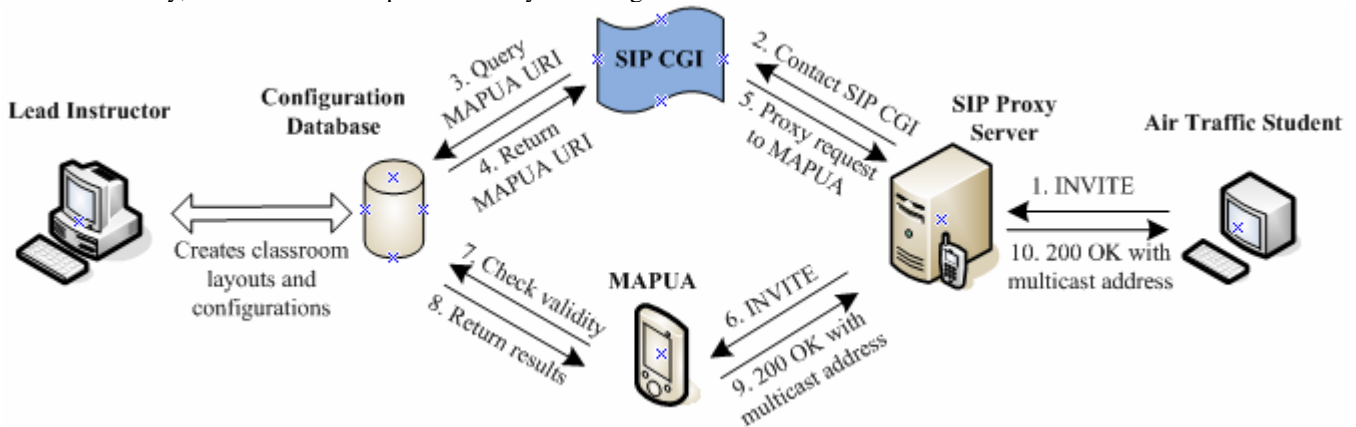 SIP CGI
3. Query
MAPUA URI
4. Return
MAPUA URI
2. Contact SIP CGI
5. Proxy request
to MAPUA
Lead Instructor
Configuration
Database
SIP Proxy
Server
Air Traffic Student
1. INVITE
10. 200 OK with
multicast address
Creates classroom
layouts and
configurations
7. Check validity
8. Return results
MAPUA
6. INVITE
9. 200 OK with
multicast address